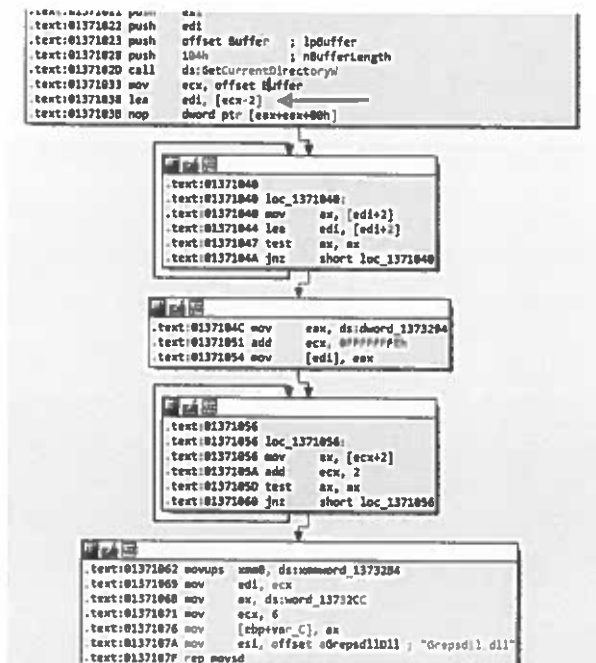 .text:01371022 push edi
.text:01371023 push offset Buffer ; lpBuffer
.text:01371028 push 104h ; nBufferLength
.text:0137102D call ds:GetCurrentDirectoryW
.text:01371033 mov ecx, offset Buffer
.text:01371038 lea edi, [ecx-2]
.text:0137103B nop dword ptr [eax+eax+00h]
.text:01371040
.text:01371040 loc_1371040:
.text:01371040 mov ax, [edi+2]
.text:01371044 lea edi, [edi+2]
.text:01371047 test ax, ax
.text:0137104A jnz short loc_1371040
.text:0137104C mov eax, ds:dword_1373294
.text:01371051 add ecx, 0FFFFFFFEh
.text:01371054 mov [edi], eax
.text:01371056
.text:01371056 loc_1371056:
.text:01371056 mov ax, [ecx+2]
.text:0137105A add ecx, 2
.text:0137105D test ax, ax
.text:01371060 jnz short loc_1371056
.text:01371062 movups xmm0, ds:xmmword_13732B4
.text:01371069 mov edi, ecx
.text:0137106B mov ax, ds:word_13732CC
.text:01371071 mov ecx, 6
.text:01371076 mov [ebp+var_C], ax
.text:0137107A mov esi, offset aGrepsdllDll ; "Grepsdll.dll"
.text:0137107F rep movsd